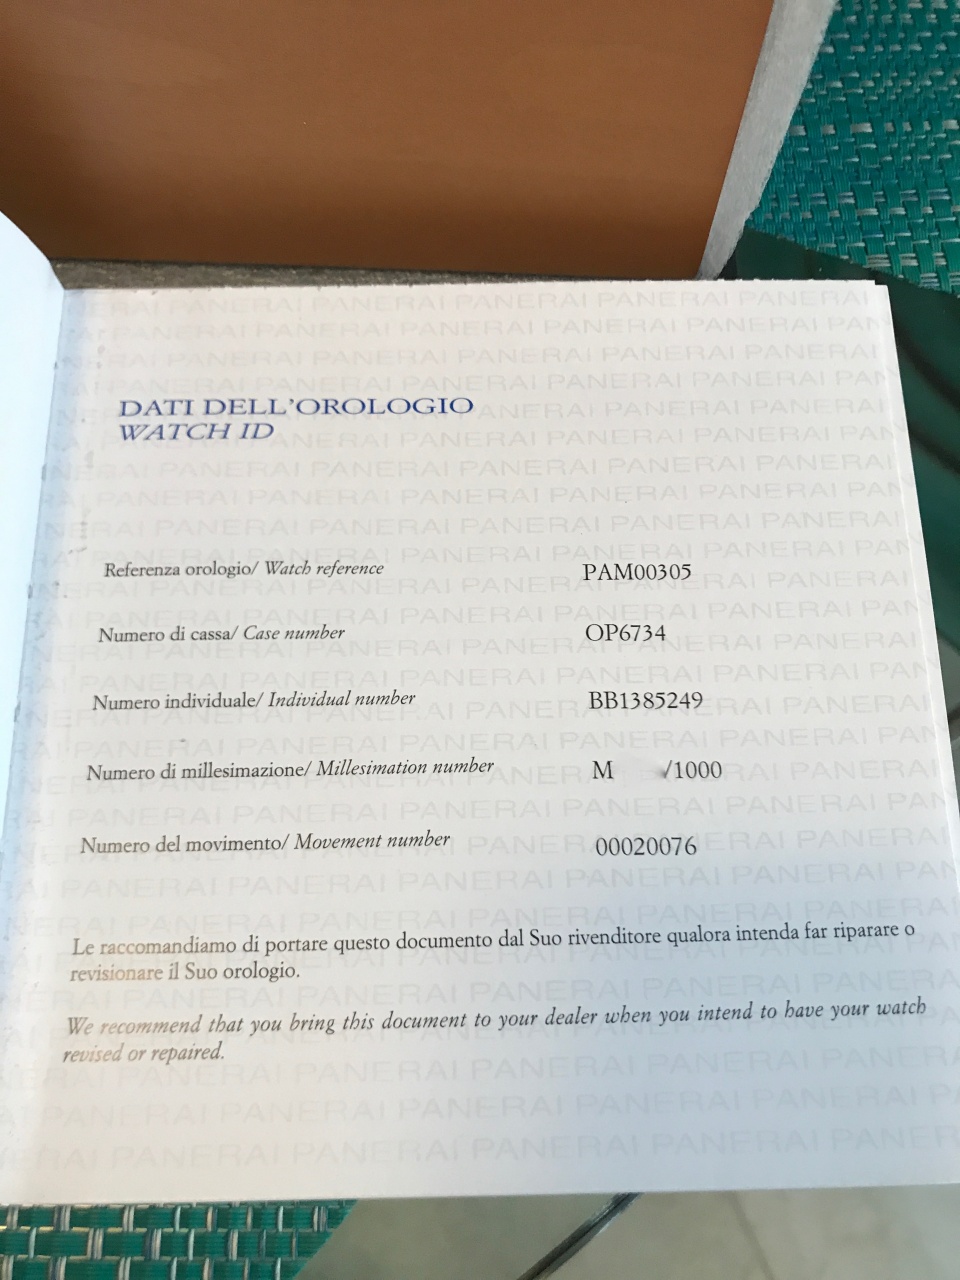 DATI DELL'OROLOGIO
WATCH ID
Referenza orologio/ Watch reference PAM00305
Numero di cassa/ Case number OP6734
Numero individuale/ Individual number BB1385249
Numero di millesimazione/ Millesimation number M /1000
Numero del movimento/ Movement number 00020076
Le raccomandiamo di portare questo documento dal Suo rivenditore qualora intenda far riparare o
revisionare il Suo orologio.
We recommend that you bring this document to your dealer when you intend to have your watch
revised or repaired.